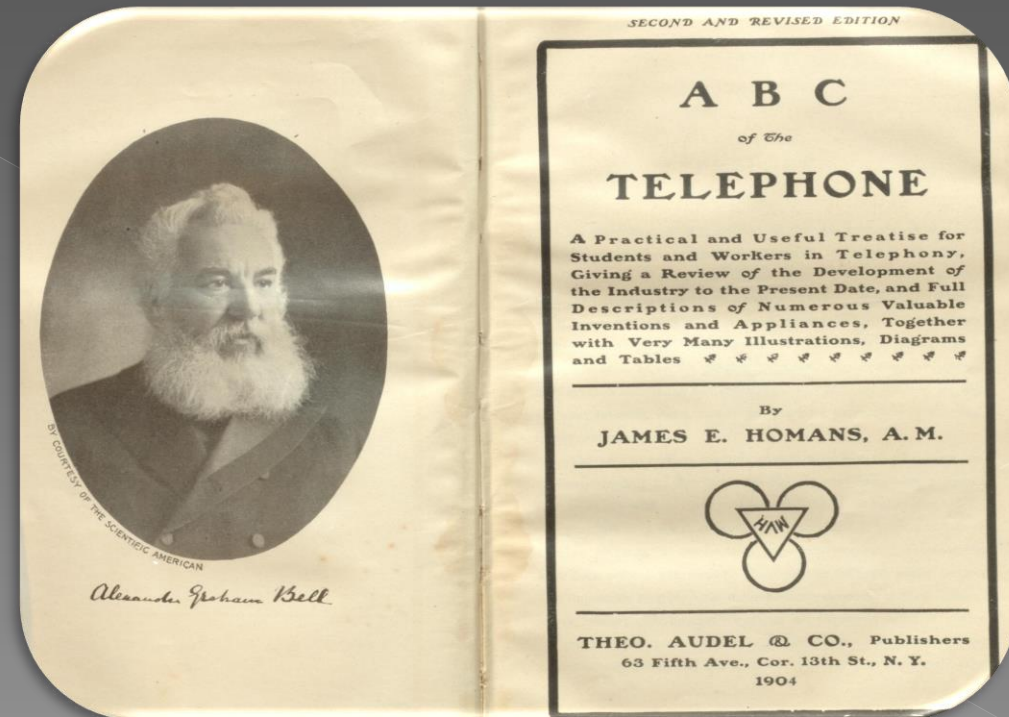 BY COURTESY OF THE SCIENTIFIC AMERICAN
Alexander Graham Bell
SECOND AND REVISED EDITION
A B C
of The
TELEPHONE
A Practical and Useful Treatise for
Students and Workers in Telephony,
Giving a Review of the Development of
the Industry to the Present Date, and Full
Descriptions of Numerous Valuable
Inventions and Appliances, Together
with Very Many Illustrations, Diagrams
and Tables
By
JAMES E. HOMANS, A. M.
THEO. AUDEL & CO., Publishers
63 Fifth Ave., Cor. 13th St., N. Y.
1904